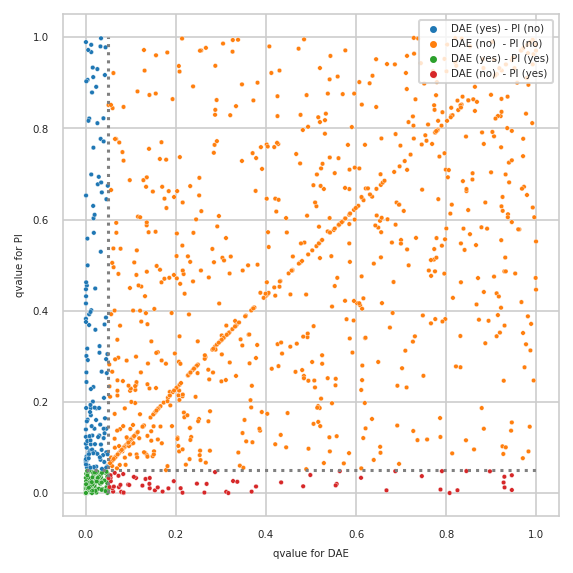 DAE (yes) - PI (no)
DAE (no)  - PI (no)
DAE (yes) - PI (yes)
DAE (no)  - PI (yes)
1.0
0.8
0.6
0.4
0.2
0.0
qvalue for PI
0.0 0.2 0.4 0.6 0.8 1.0
qvalue for DAE